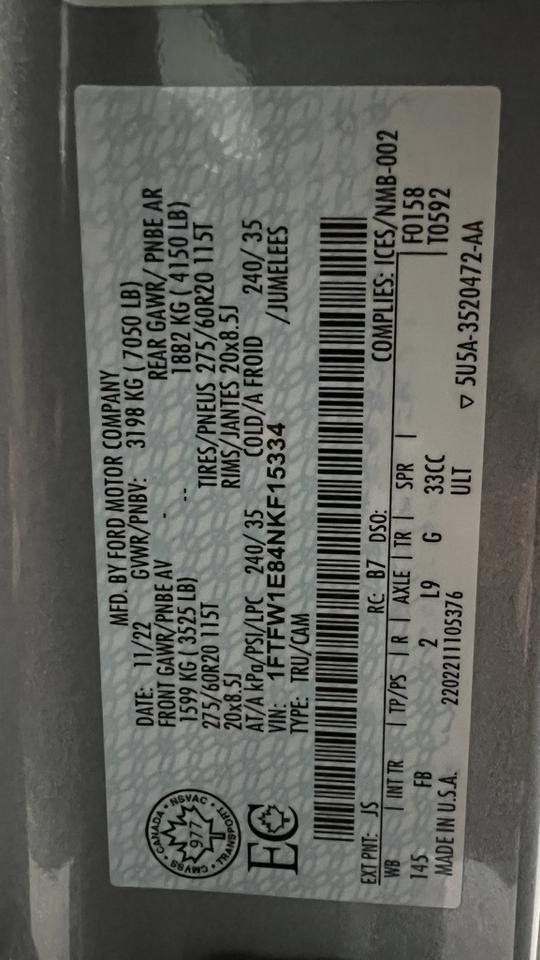 MFD. BY FORD MOTOR COMPANY
DATE: 11/22 GVWR/PNBV: 3198 KG ( 7050 LB)
FRONT GAWR/PNBE AV - REAR GAWR/ PNBE AR
1599 KG ( 3525 LB) -- 1882 KG ( 4150 LB)
275/60R20 115T TIRES/PNEUS 275/60R20 115T
20x8.5J RIMS/JANTES 20x8.5J
AT/A kPa/PSI/LPC 240/ 35 COLD/A FROID 240/ 35
VIN: 1FTFW1E84NKF15334 /JUMELEES
TYPE: TRU/CAM
CANADA • NSVAC • TRANSPORT • CMVSS •
977
EC
EXT PNT: JS RC: B7 DSO: COMPLIES: ICES/NMB-002
WB | INT TR | TP/PS | R | AXLE | TR | SPR | F0158
145 FB 2 L9 G 33CC | T0592
MADE IN U.S.A. 2202211105376 ULT
▽ 5U5A-3520472-AA